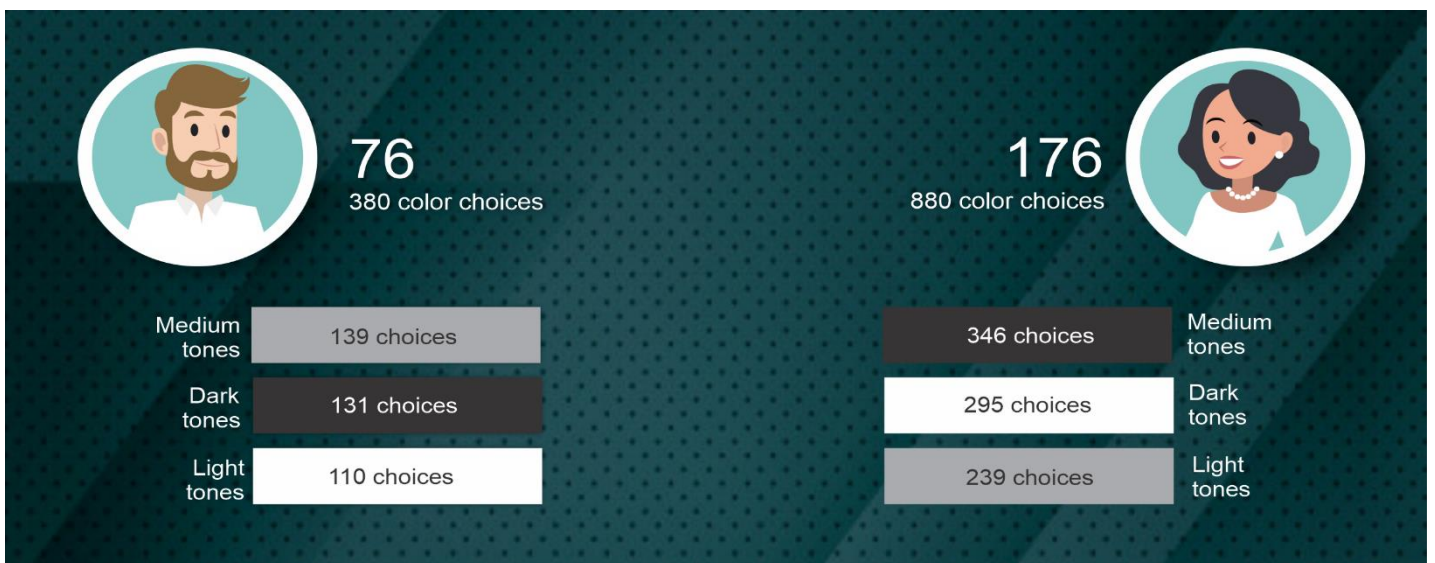 76
380 color choices
Medium
tones
139 choices
Dark
tones
131 choices
Light
tones
110 choices
176
880 color choices
346 choices
Medium
tones
295 choices
Dark
tones
239 choices
Light
tones